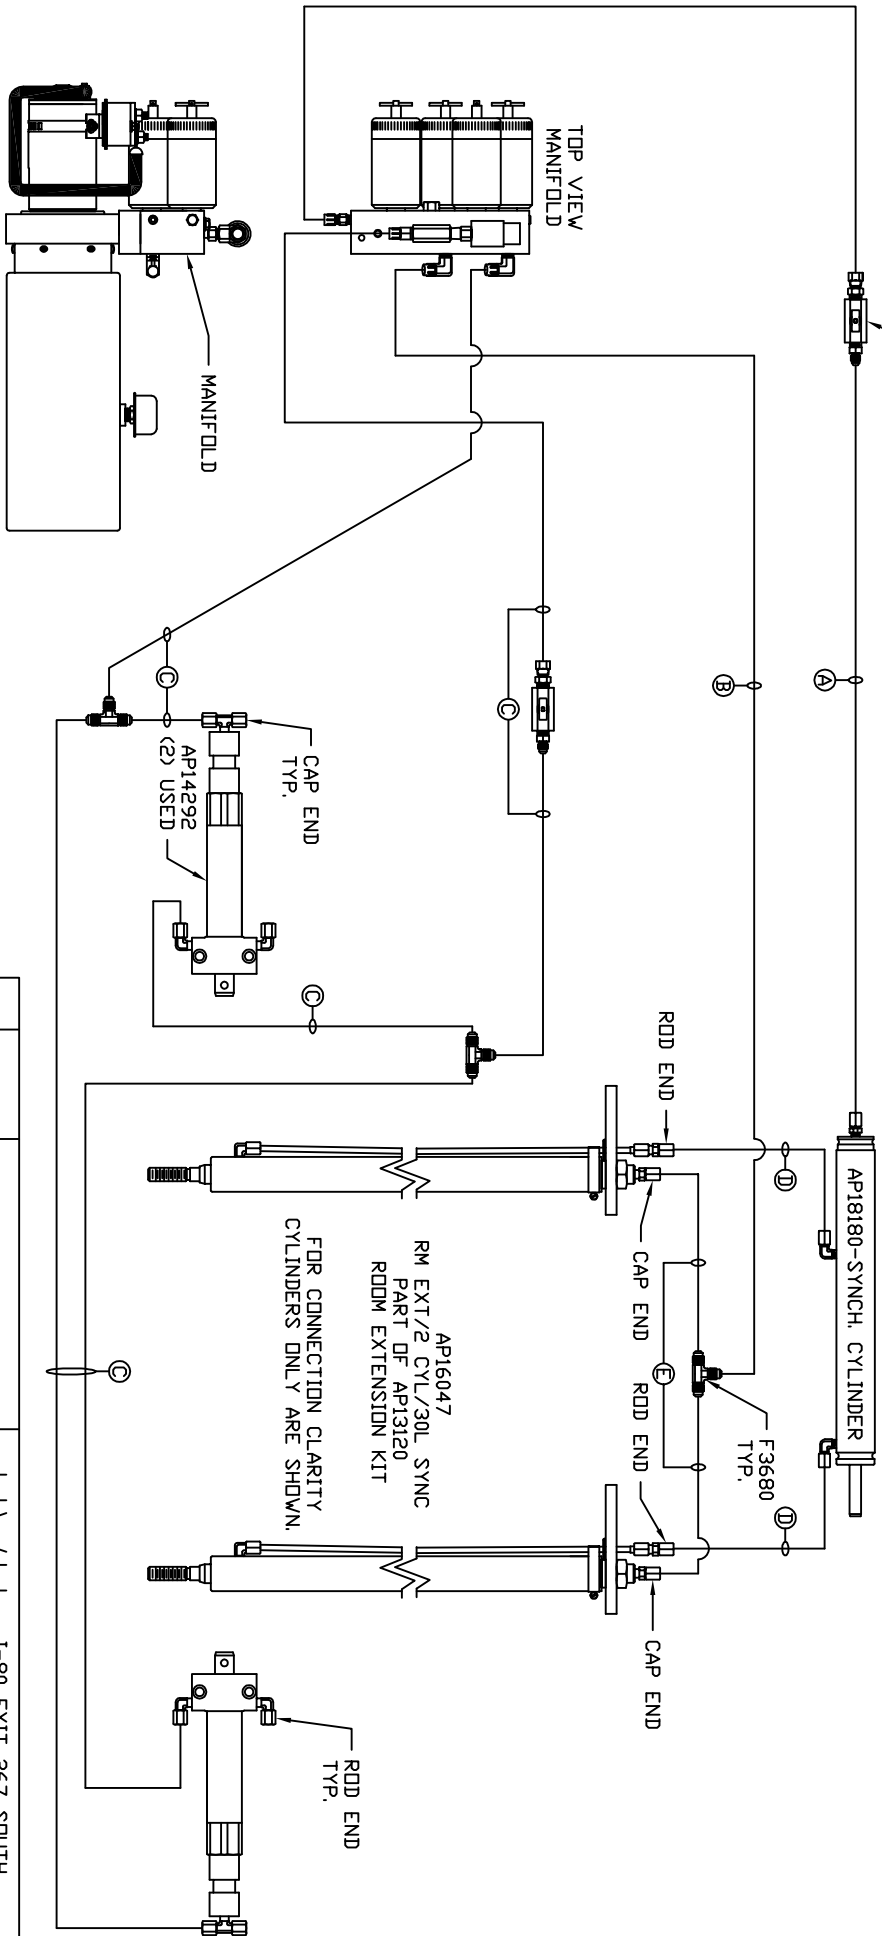 TOP VIEW
MANIFOLD
MANIFOLD
A
B
C
C
CAP END
TYP.
AP14292
(2) USED
C
ROD END
D
AP18180-SYNCH. CYLINDER
CAP END
E
ROD END
F3680
TYP.
D
AP16047
RM EXT/2 CYL/30L SYNC
PART OF AP13120
ROOM EXTENSION KIT
FOR CONNECTION CLARITY
CYLINDERS ONLY ARE SHOWN.
C
CAP END
ROD END
TYP.